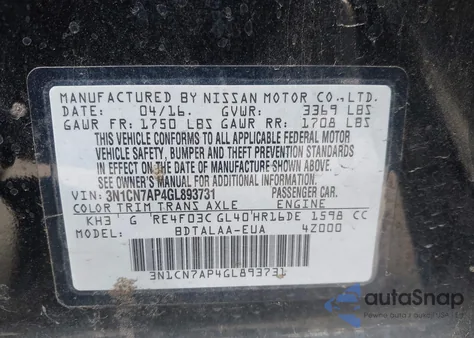 MANUFACTURED BY NISSAN MOTOR CO.,LTD.
DATE: 04/16. GVWR: 3369 LBS
GAWR FR: 1750 LBS GAWR RR: 1708 LBS
THIS VEHICLE CONFORMS TO ALL APPLICABLE FEDERAL MOTOR
VEHICLE SAFETY, BUMPER AND THEFT PREVENTION STANDARDS
IN EFFECT ON THE DATE OF MANUFACTURE SHOWN ABOVE.
SEE OWNER'S MANUAL FOR ADDITIONAL INFORMATION.
VIN: 3N1CN7AP4GL893731 PASSENGER CAR
COLOR TRIM TRANS AXLE ENGINE
KH3 G RE4F03C GL40 HR16DE 1598 CC
MODEL: BDTALAA-EUA 4Z000
3N1CN7AP4GL893731
autoSnap